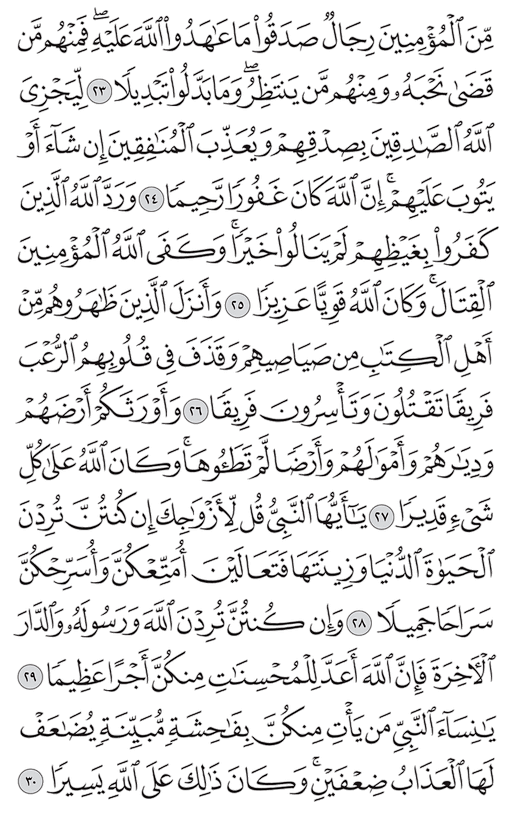 مِّنَ ٱلْمُؤْمِنِينَ رِجَالٌ صَدَقُوا۟ مَا عَـٰهَدُوا۟ ٱللَّهَ عَلَيْهِ ۖ فَمِنْهُم مَّن
قَضَىٰ نَحْبَهُۥ وَمِنْهُم مَّن يَنتَظِرُ ۖ وَمَا بَدَّلُوا۟ تَبْدِيلًا ٢٣ لِّيَجْزِىَ
ٱللَّهُ ٱلصَّـٰدِقِينَ بِصِدْقِهِمْ وَيُعَذِّبَ ٱلْمُنَـٰفِقِينَ إِن شَآءَ أَوْ
يَتُوبَ عَلَيْهِمْ ۚ إِنَّ ٱللَّهَ كَانَ غَفُورًا رَّحِيمًا ٢٤ وَرَدَّ ٱللَّهُ ٱلَّذِينَ
كَفَرُوا۟ بِغَيْظِهِمْ لَمْ يَنَالُوا۟ خَيْرًا ۚ وَكَفَى ٱللَّهُ ٱلْمُؤْمِنِينَ
ٱلْقِتَالَ ۚ وَكَانَ ٱللَّهُ قَوِيًّا عَزِيزًا ٢٥ وَأَنزَلَ ٱلَّذِينَ ظَـٰهَرُوهُم مِّنْ
أَهْلِ ٱلْكِتَـٰبِ مِن صَيَاصِيهِمْ وَقَذَفَ فِى قُلُوبِهِمُ ٱلرُّعْبَ
فَرِيقًا تَقْتُلُونَ وَتَأْسِرُونَ فَرِيقًا ٢٦ وَأَوْرَثَكُمْ أَرْضَهُمْ
وَدِيَـٰرَهُمْ وَأَمْوَٰلَهُمْ وَأَرْضًا لَّمْ تَطَـُٔوهَا ۚ وَكَانَ ٱللَّهُ عَلَىٰ كُلِّ
شَىْءٍ قَدِيرًا ٢٧ يَـٰٓأَيُّهَا ٱلنَّبِىُّ قُل لِّأَزْوَٰجِكَ إِن كُنتُنَّ تُرِدْنَ
ٱلْحَيَوٰةَ ٱلدُّنْيَا وَزِينَتَهَا فَتَعَالَيْنَ أُمَتِّعْكُنَّ وَأُسَرِّحْكُنَّ
سَرَاحًا جَمِيلًا ٢٨ وَإِن كُنتُنَّ تُرِدْنَ ٱللَّهَ وَرَسُولَهُۥ وَٱلدَّارَ
ٱلْـَٔاخِرَةَ فَإِنَّ ٱللَّهَ أَعَدَّ لِلْمُحْسِنَـٰتِ مِنكُنَّ أَجْرًا عَظِيمًا ٢٩
يَـٰنِسَآءَ ٱلنَّبِىِّ مَن يَأْتِ مِنكُنَّ بِفَـٰحِشَةٍ مُّبَيِّنَةٍ يُضَـٰعَفْ
لَهَا ٱلْعَذَابُ ضِعْفَيْنِ ۚ وَكَانَ ذَٰلِكَ عَلَى ٱللَّهِ يَسِيرًا ٣٠